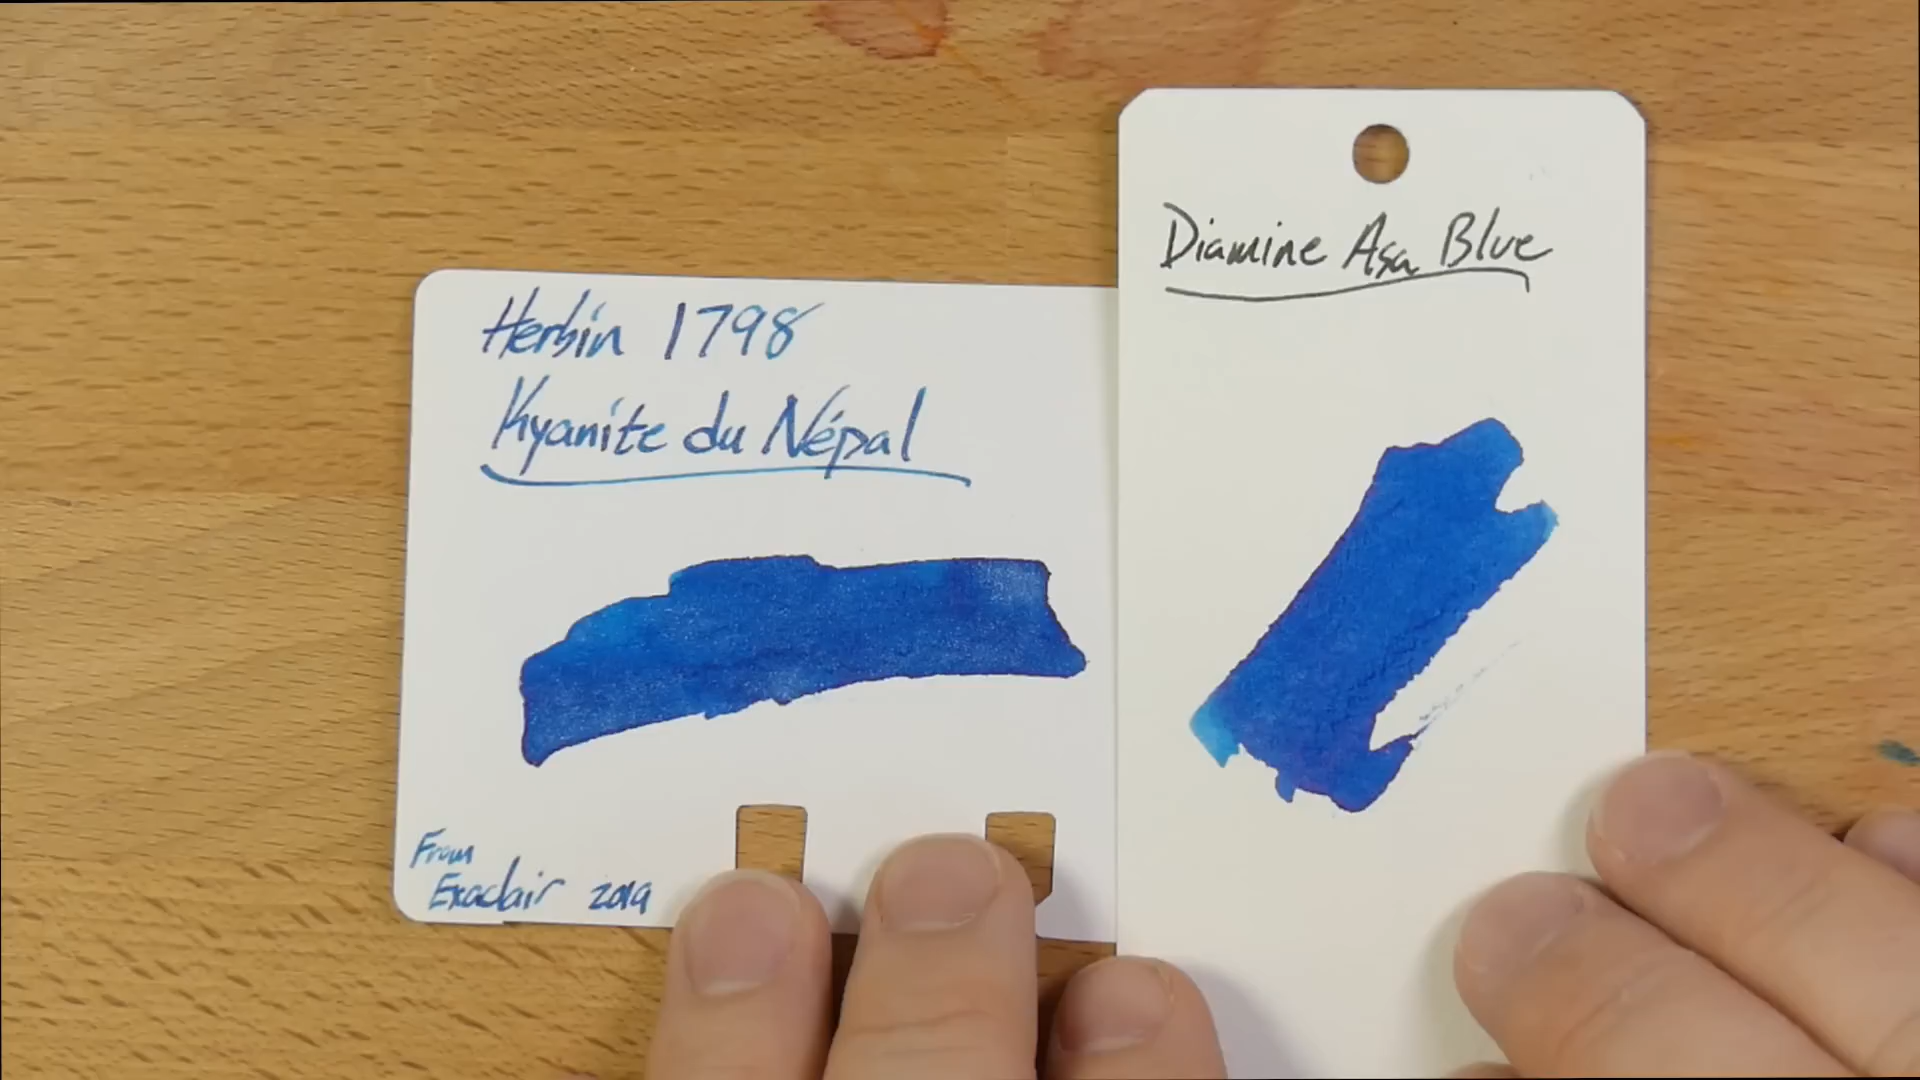 Herbin 1798
Kyanite du Népal
From
Exaclair 2019
Diamine Asa Blue